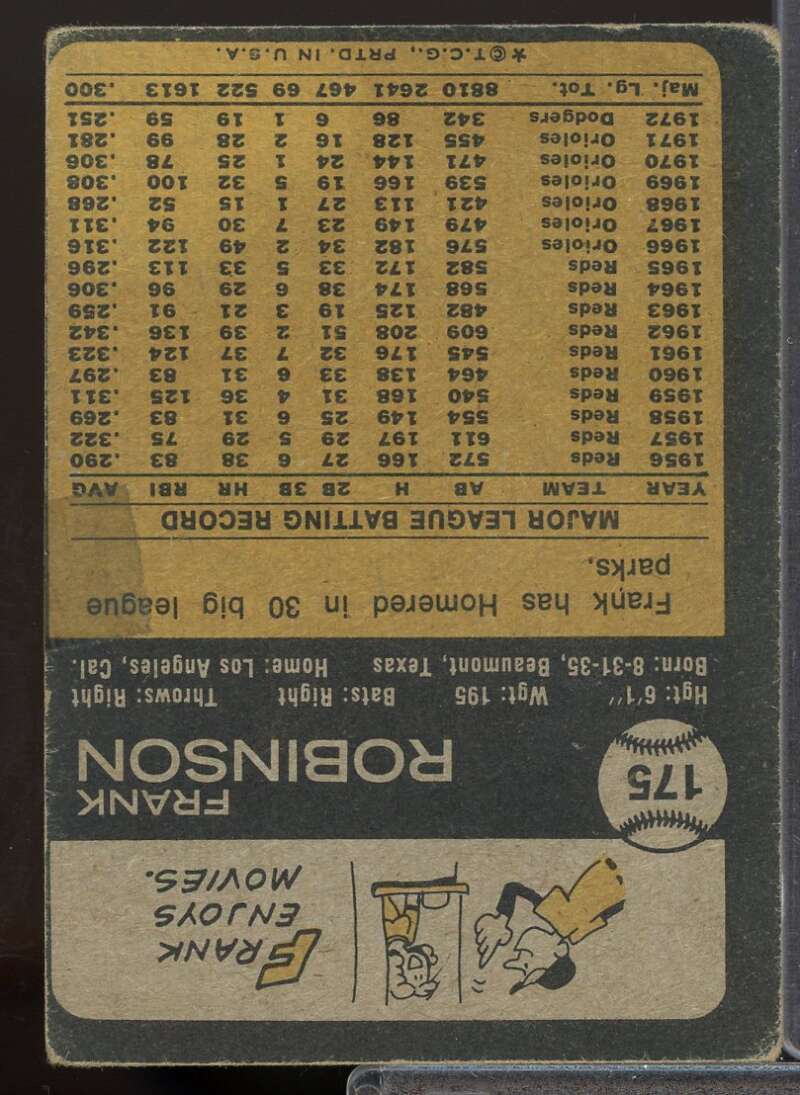 FRANK
ENJOYS
MOVIES.
175
FRANK
ROBINSON
Hgt: 6'1" Wgt: 195 Bats: Right Throws: Right
Born: 8-31-35, Beaumont, Texas Home: Los Angeles, Cal.
Frank has Homered in 30 big league
parks.
MAJOR LEAGUE BATTING RECORD
YEAR TEAM AB H 2B 3B HR RBI AVG
1956 Reds 572 166 27 6 38 83 .290
1957 Reds 611 197 29 5 29 75 .322
1958 Reds 554 149 25 6 31 83 .269
1959 Reds 540 168 31 4 36 125 .311
1960 Reds 464 138 33 6 31 83 .297
1961 Reds 545 176 32 7 37 124 .323
1962 Reds 609 208 51 2 39 136 .342
1963 Reds 482 125 19 3 21 91 .259
1964 Reds 568 174 38 6 29 96 .306
1965 Reds 582 172 33 5 33 113 .296
1966 Orioles 576 182 34 2 49 122 .316
1967 Orioles 479 149 23 7 30 94 .311
1968 Orioles 421 113 27 1 15 52 .268
1969 Orioles 539 166 19 5 32 100 .308
1970 Orioles 471 144 24 1 25 78 .306
1971 Orioles 455 128 16 2 28 99 .281
1972 Dodgers 342 86 6 1 19 59 .251
Maj. Lg. Tot. 8810 2641 467 69 522 1613 .300
★©T.C.G., PRTD. IN U.S.A.